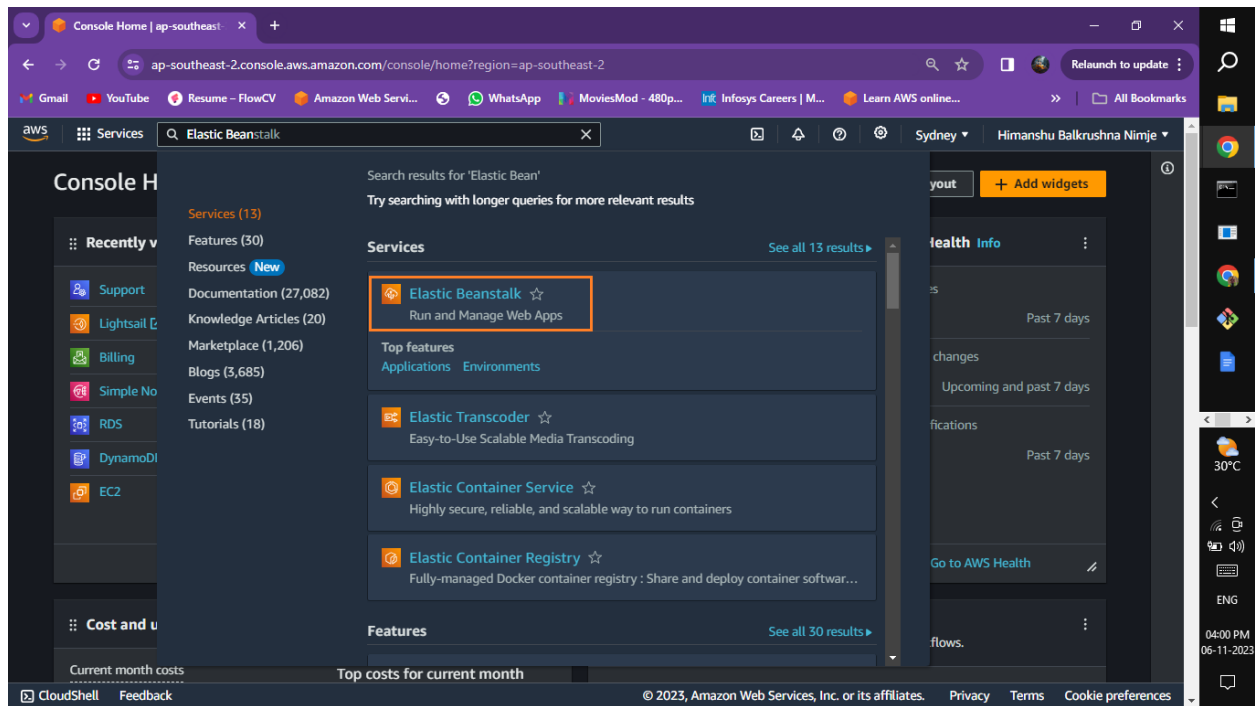 Console Home | ap-southeast-
ap-southeast-2.console.aws.amazon.com/console/home?region=ap-southeast-2
Relaunch to update
Gmail YouTube Resume – FlowCV Amazon Web Servi... WhatsApp MoviesMod - 480p... Infosys Careers | M... Learn AWS online... » All Bookmarks
aws Services Elastic Beanstalk Sydney Himanshu Balkrushna Nimje
Console H
yout + Add widgets
Search results for 'Elastic Bean'
Try searching with longer queries for more relevant results
Services (13)
Features (30)
Resources New
Documentation (27,082)
Knowledge Articles (20)
Marketplace (1,206)
Blogs (3,685)
Events (35)
Tutorials (18)
Recently v
Support
Lightsail
Billing
Simple No
RDS
DynamoD
EC2
Services See all 13 results
Elastic Beanstalk
Run and Manage Web Apps
Top features
Applications Environments
Elastic Transcoder
Easy-to-Use Scalable Media Transcoding
Elastic Container Service
Highly secure, reliable, and scalable way to run containers
Elastic Container Registry
Fully-managed Docker container registry : Share and deploy container softwar...
Features See all 30 results
Health Info
Past 7 days
changes
Upcoming and past 7 days
fications
Past 7 days
Go to AWS Health
Cost and u
flows.
Current month costs
Top costs for current month
CloudShell Feedback © 2023, Amazon Web Services, Inc. or its affiliates. Privacy Terms Cookie preferences
30°C
ENG
04:00 PM
06-11-2023